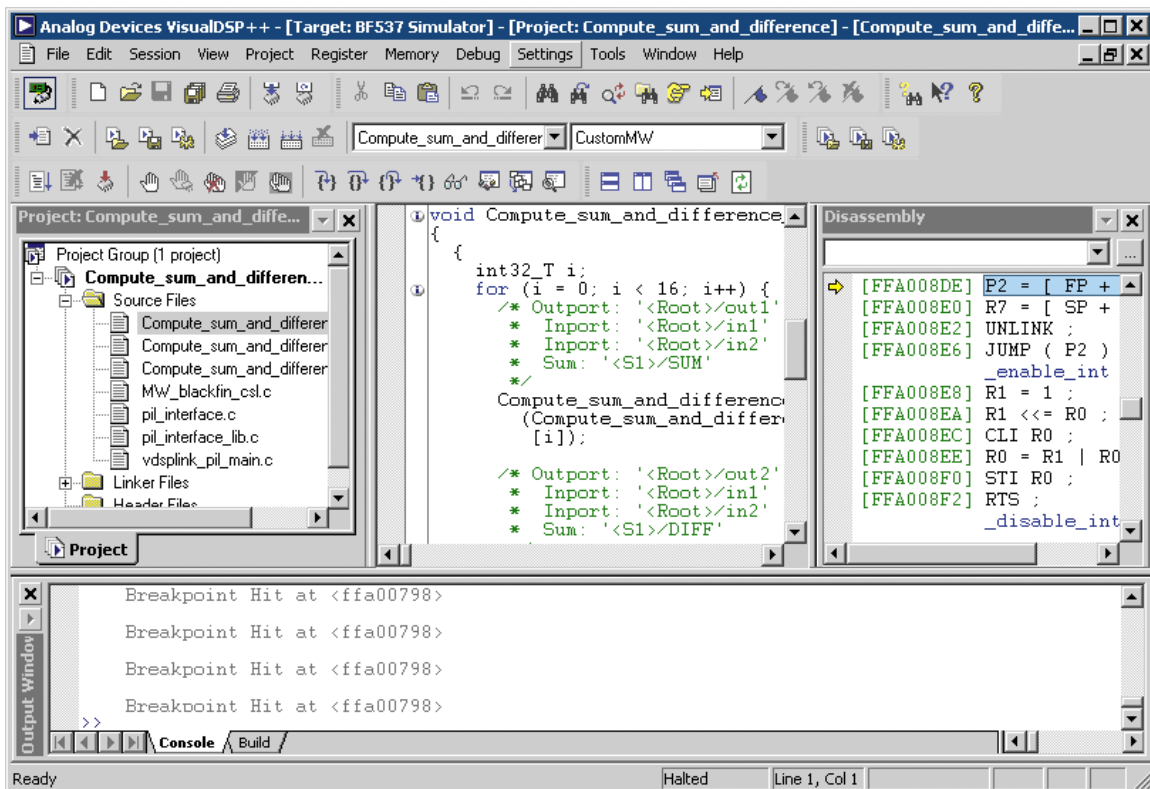 Analog Devices VisualDSP++ - [Target: BF537 Simulator] - [Project: Compute_sum_and_difference] - [Compute_sum_and_diffe...
File Edit Session View Project Register Memory Debug Settings Tools Window Help
Compute_sum_and_differer CustomMW
Project: Compute_sum_and_diffe...
Project Group (1 project)
Compute_sum_and_differen...
Source Files
Compute_sum_and_differer
Compute_sum_and_differer
Compute_sum_and_differer
MW_blackfin_csl.c
pil_interface.c
pil_interface_lib.c
vdsplink_pil_main.c
Linker Files
Header Files
Project
void Compute_sum_and_difference_
{
{
int32_T i;
for (i = 0; i < 16; i++) {
/* Outport: '<Root>/out1'
* Inport: '<Root>/in1'
* Inport: '<Root>/in2'
* Sum: '<S1>/SUM'
*/
Compute_sum_and_difference
(Compute_sum_and_differe
[i]);
/* Outport: '<Root>/out2'
* Inport: '<Root>/in1'
* Inport: '<Root>/in2'
* Sum: '<S1>/DIFF'
Disassembly
...
[FFA008DE] P2 = [ FP +
[FFA008E0] R7 = [ SP +
[FFA008E2] UNLINK ;
[FFA008E6] JUMP ( P2 )
_enable_int
[FFA008E8] R1 = 1 ;
[FFA008EA] R1 <<= R0 ;
[FFA008EC] CLI R0 ;
[FFA008EE] R0 = R1 | R0
[FFA008F0] STI R0 ;
[FFA008F2] RTS ;
_disable_int
Output Window
Breakpoint Hit at <ffa00798>
Breakpoint Hit at <ffa00798>
Breakpoint Hit at <ffa00798>
Breakpoint Hit at <ffa00798>
>>
Console Build
Ready Halted Line 1, Col 1